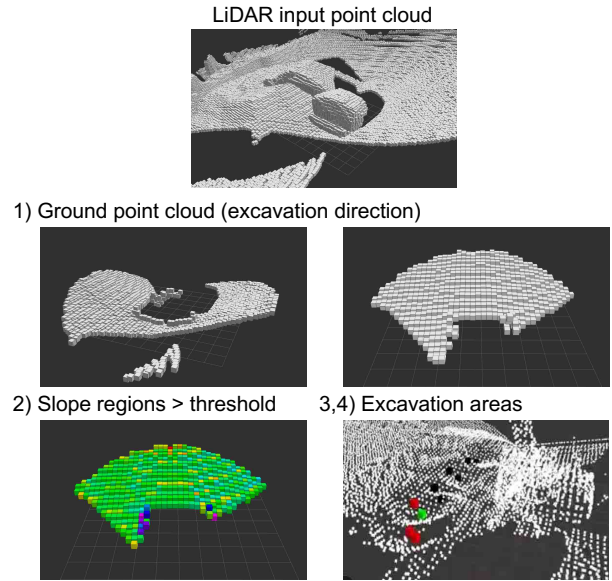 LiDAR input point cloud
1) Ground point cloud (excavation direction)
2) Slope regions > threshold
3,4) Excavation areas